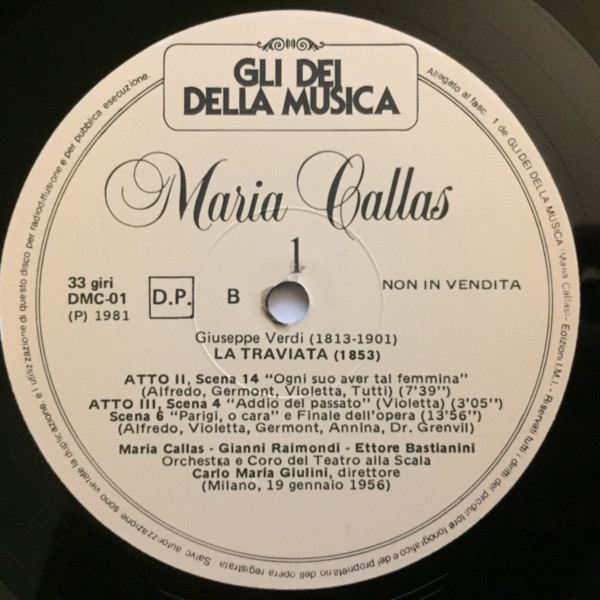 GLI DEI
DELLA MUSICA
Maria Callas
1
33 giri
DMC-01
(P) 1981
D.P.
B
NON IN VENDITA
Giuseppe Verdi (1813-1901)
LA TRAVIATA (1853)
ATTO II, Scena 14 "Ogni suo aver tal femmina"
(Alfredo, Germont, Violetta, Tutti) (7'39")
ATTO III, Scena 4 "Addio del passato" (Violetta) (3'05")
Scena 6 "Parigi, o cara" e Finale dell'opera (13'56")
(Alfredo, Violetta, Germont, Annina, Dr. Grenvil)
Maria Callas - Gianni Raimondi - Ettore Bastianini
Orchestra e Coro del Teatro alla Scala
Carlo Maria Giulini, direttore
(Milano, 19 gennaio 1956)
Allegato al fasc. 1 de GLI DEI DELLA MUSICA (Maria Callas) - Edizioni I.M.I. - Riservati tutti i diritti del produttore fonografico e del proprietario dell'opera registrata. Salvo autorizzazione sono vietate la duplicazione, e l'utilizzazione di questo disco per radiodiffusione e per pubblica esecuzione.